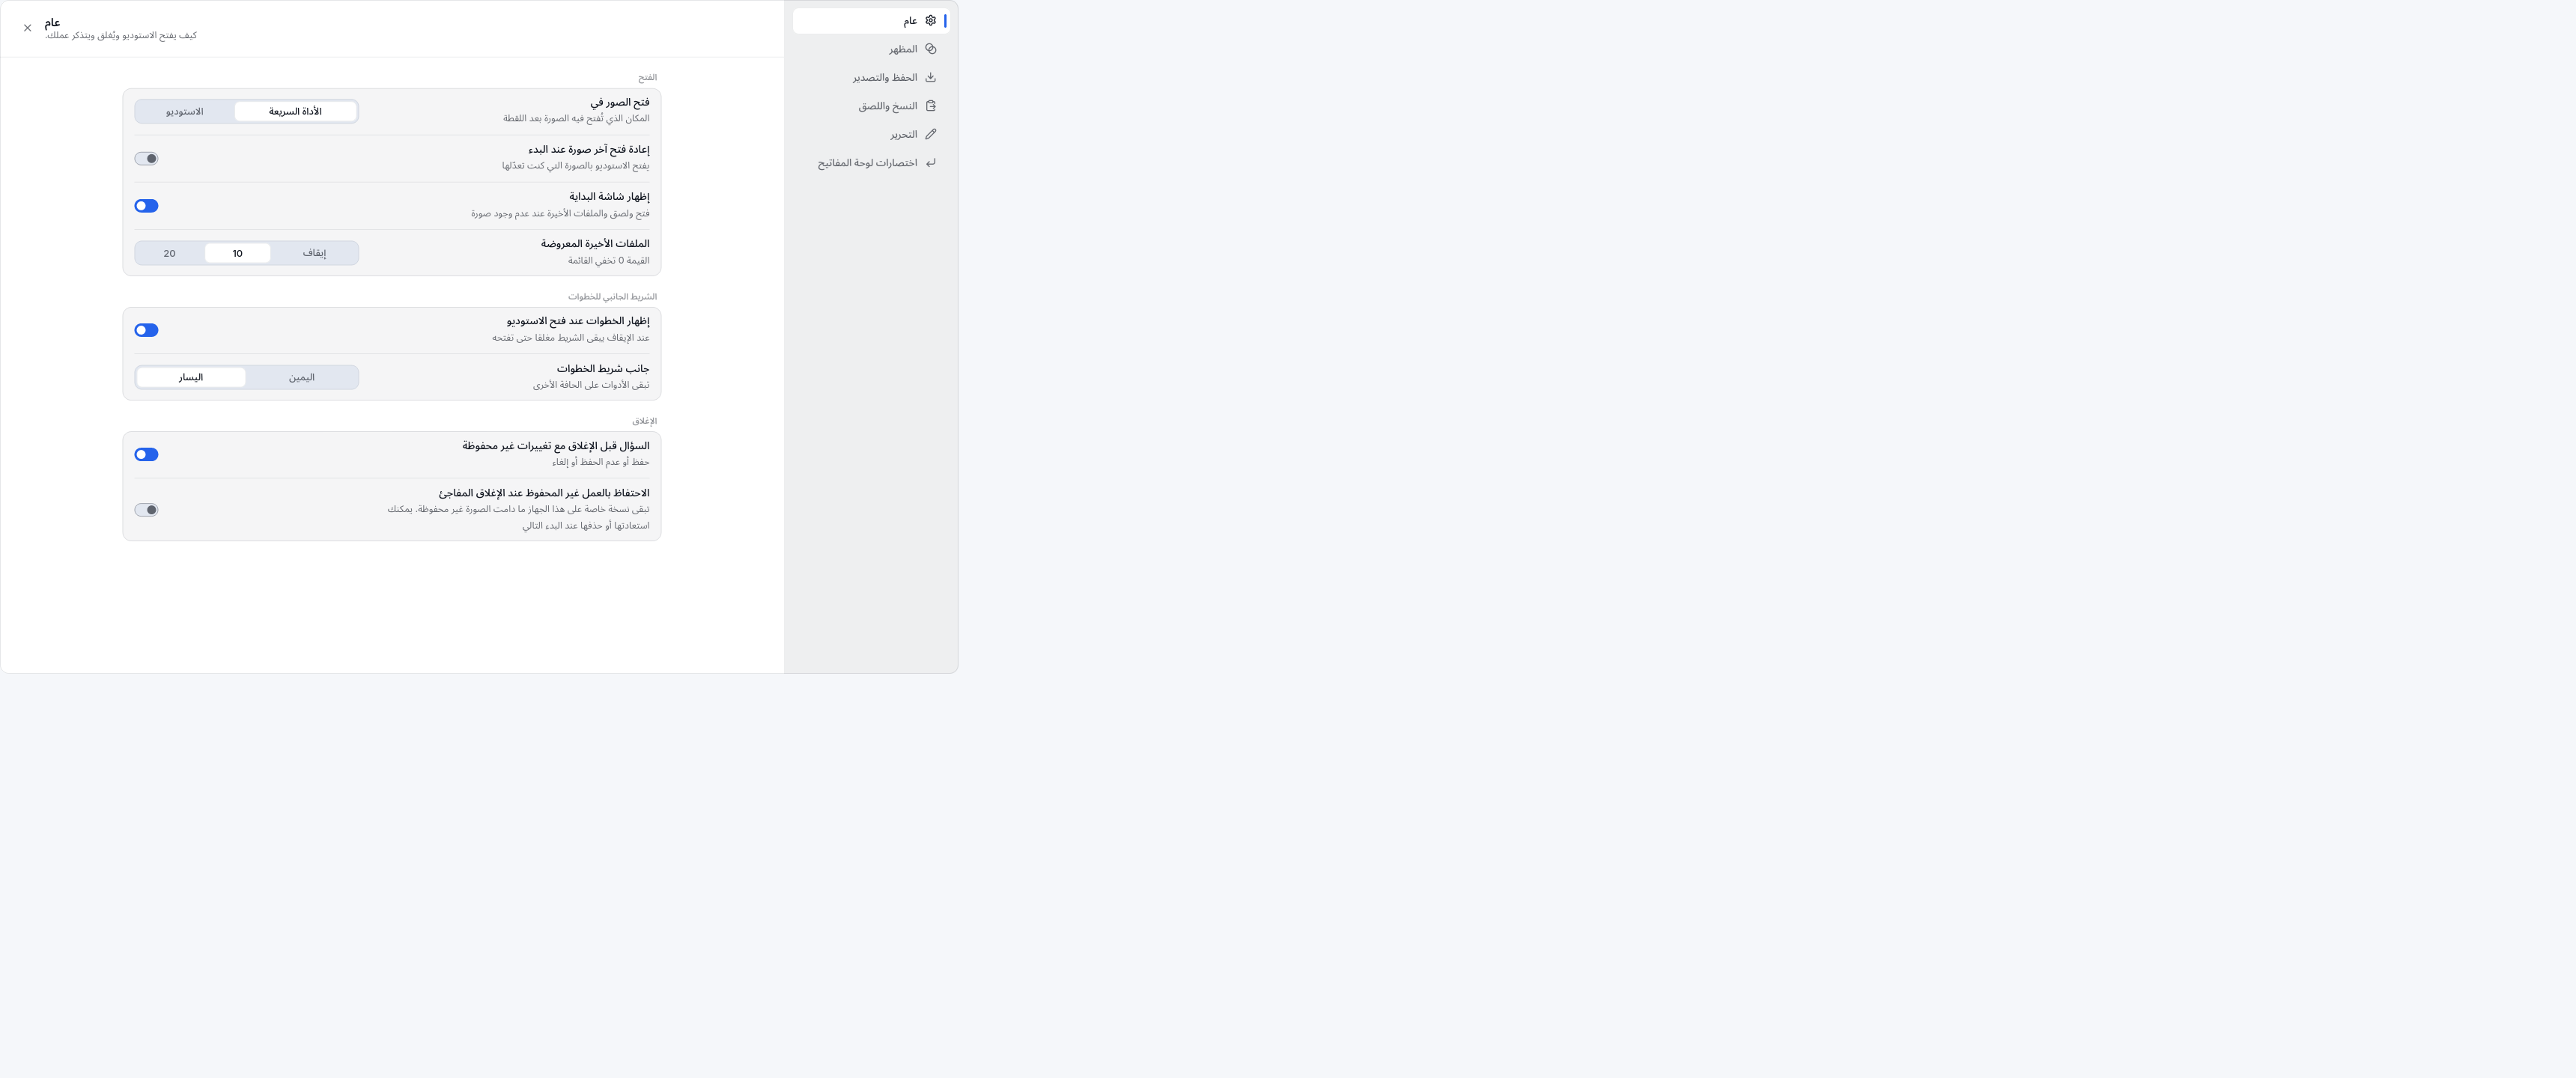 عام
المظهر
الحفظ والتصدير
النسخ واللصق
التحرير
اختصارات لوحة المفاتيح
عام
كيف يفتح الاستوديو ويُغلق ويتذكر عملك.
الفتح
فتح الصور في
المكان الذي تُفتح فيه الصورة بعد اللقطة
الأداة السريعة
الاستوديو
إعادة فتح آخر صورة عند البدء
يفتح الاستوديو بالصورة التي كنت تعدّلها
إظهار شاشة البداية
فتح ولصق والملفات الأخيرة عند عدم وجود صورة
الملفات الأخيرة المعروضة
القيمة 0 تخفي القائمة
إيقاف
10
20
الشريط الجانبي للخطوات
إظهار الخطوات عند فتح الاستوديو
عند الإيقاف يبقى الشريط مغلقا حتى تفتحه
جانب شريط الخطوات
تبقى الأدوات على الحافة الأخرى
اليمين
اليسار
الإغلاق
السؤال قبل الإغلاق مع تغييرات غير محفوظة
حفظ أو عدم الحفظ أو إلغاء
الاحتفاظ بالعمل غير المحفوظ عند الإغلاق المفاجئ
تبقى نسخة خاصة على هذا الجهاز ما دامت الصورة غير محفوظة. يمكنك
استعادتها أو حذفها عند البدء التالي